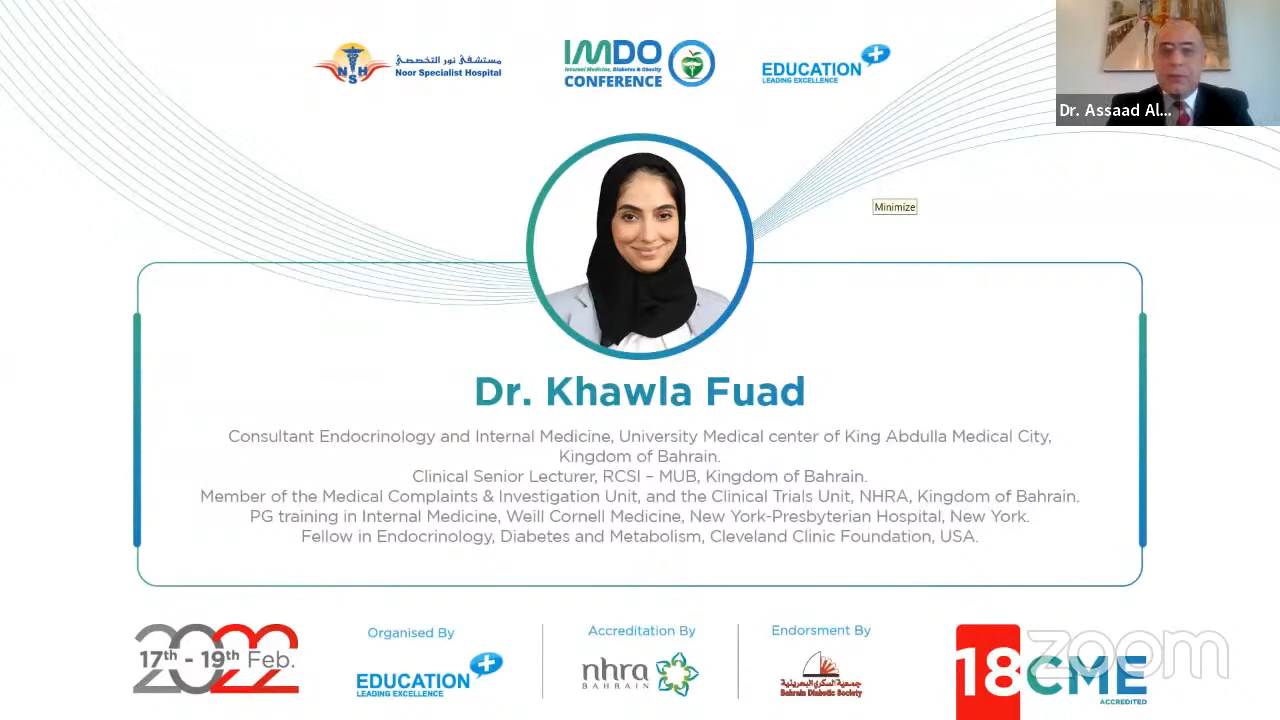 مستشفى نور التخصصي
Noor Specialist Hospital
NSH
IMDO
Internal Medicine, Diabetes & Obesity
CONFERENCE
EDUCATION
LEADING EXCELLENCE
Dr. Assaad Al...
Minimize
Dr. Khawla Fuad
Consultant Endocrinology and Internal Medicine, University Medical center of King Abdulla Medical City,
Kingdom of Bahrain.
Clinical Senior Lecturer, RCSI – MUB, Kingdom of Bahrain.
Member of the Medical Complaints & Investigation Unit, and the Clinical Trials Unit, NHRA, Kingdom of Bahrain.
PG training in Internal Medicine, Weill Cornell Medicine, New York-Presbyterian Hospital, New York.
Fellow in Endocrinology, Diabetes and Metabolism, Cleveland Clinic Foundation, USA.
2022
17th - 19th Feb.
Organised By
EDUCATION
LEADING EXCELLENCE
Accreditation By
nhra
BAHRAIN
Endorsment By
جمعية السكري البحرينية
Bahrain Diabetic Society
18 CME
ACCREDITED
zoom